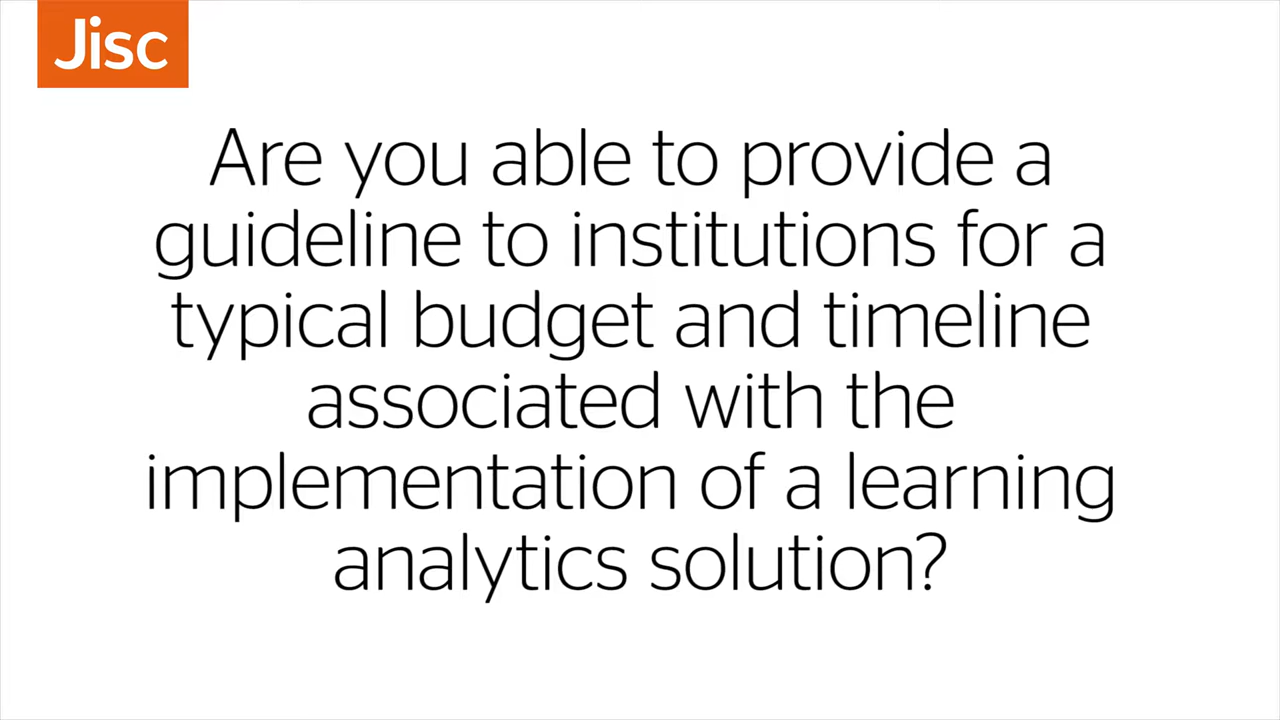 Jisc
Are you able to provide a
guideline to institutions for a
typical budget and timeline
associated with the
implementation of a learning
analytics solution?